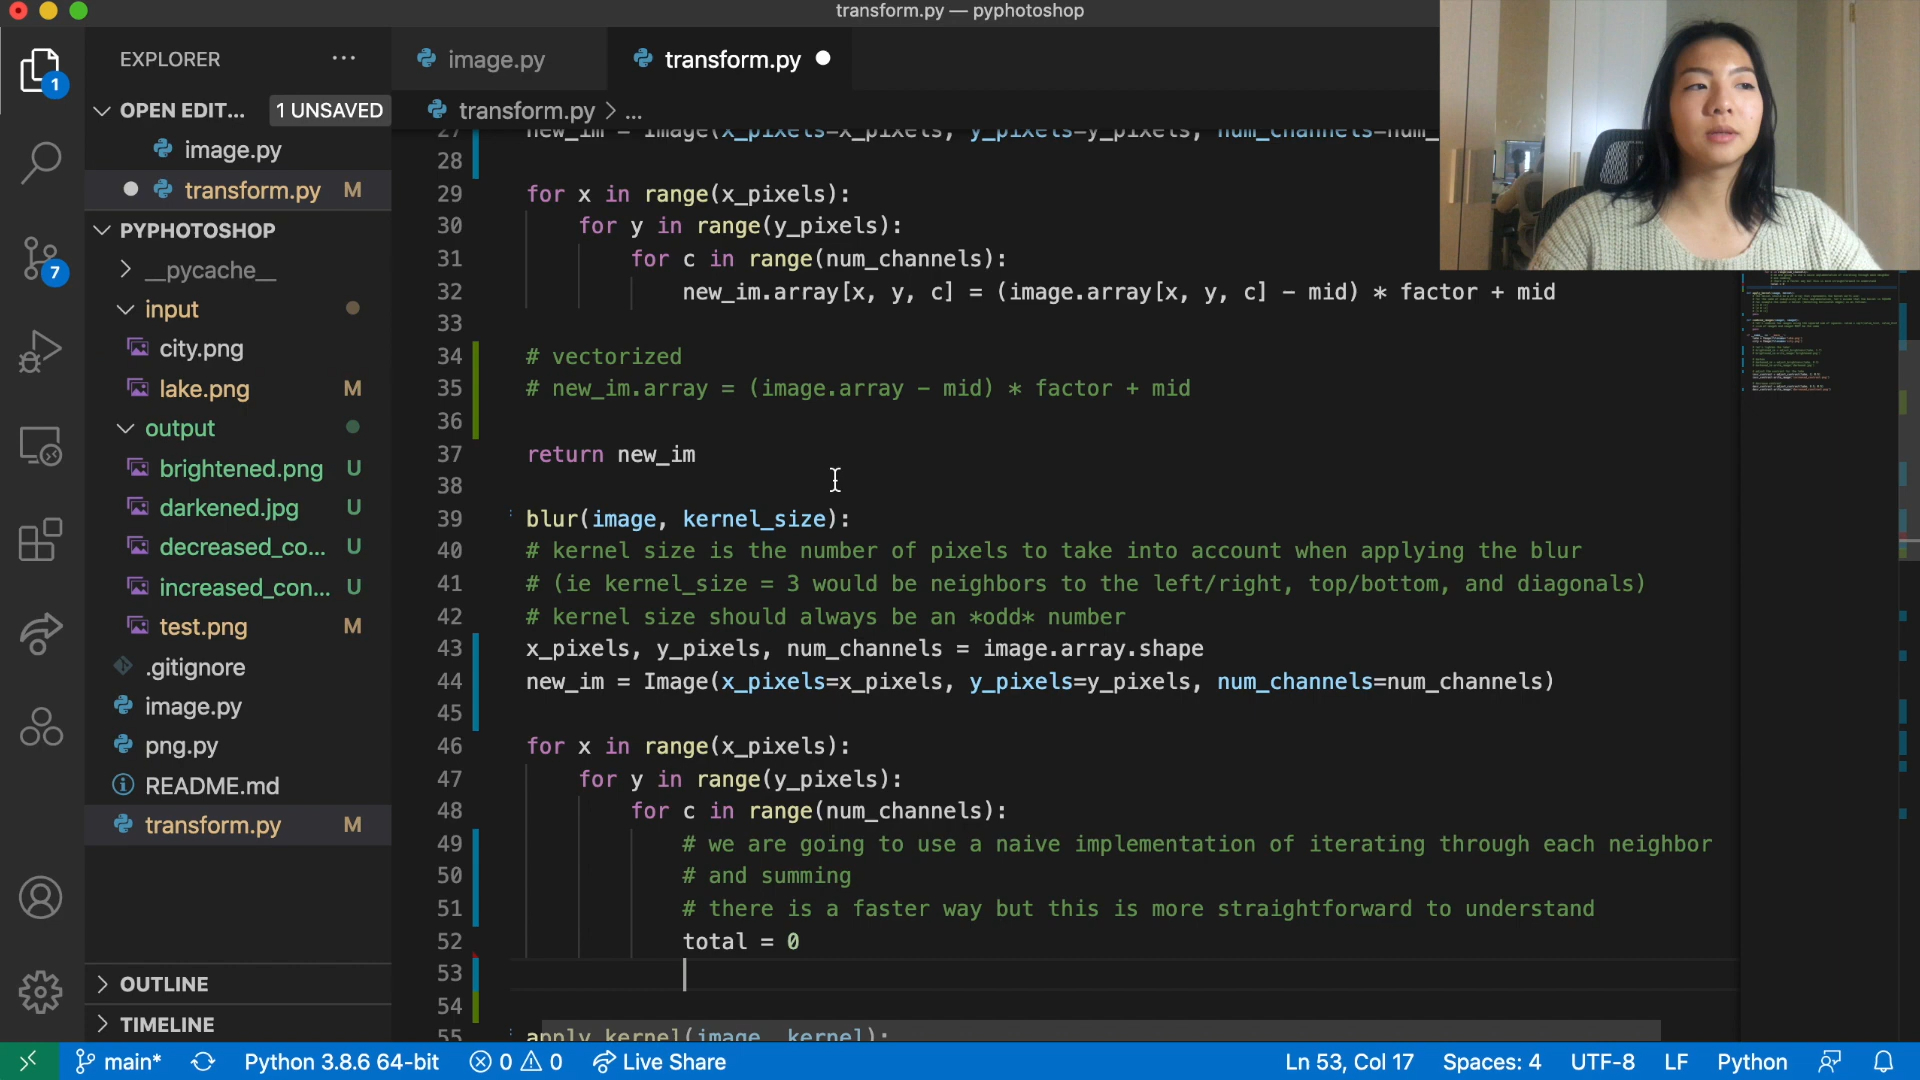 transform.py — pyphotoshop
EXPLORER ...
image.py
transform.py
1
OPEN EDIT... 1 UNSAVED
transform.py > ...
image.py
transform.py M
PYPHOTOSHOP
__pycache__
input
city.png
lake.png M
output
brightened.png U
darkened.jpg U
decreased_co... U
increased_con... U
test.png M
.gitignore
image.py
png.py
README.md
transform.py M
OUTLINE
TIMELINE
7
27 new_im = Image(x_pixels=x_pixels, y_pixels=y_pixels, num_channels=num_
28
29 for x in range(x_pixels):
30 for y in range(y_pixels):
31 for c in range(num_channels):
32 new_im.array[x, y, c] = (image.array[x, y, c] - mid) * factor + mid
33
34 # vectorized
35 # new_im.array = (image.array - mid) * factor + mid
36
37 return new_im
38
39 blur(image, kernel_size):
40 # kernel size is the number of pixels to take into account when applying the blur
41 # (ie kernel_size = 3 would be neighbors to the left/right, top/bottom, and diagonals)
42 # kernel size should always be an *odd* number
43 x_pixels, y_pixels, num_channels = image.array.shape
44 new_im = Image(x_pixels=x_pixels, y_pixels=y_pixels, num_channels=num_channels)
45
46 for x in range(x_pixels):
47 for y in range(y_pixels):
48 for c in range(num_channels):
49 # we are going to use a naive implementation of iterating through each neighbor
50 # and summing
51 # there is a faster way but this is more straightforward to understand
52 total = 0
53
54
55 apply_kernel(image, kernel):
main* Python 3.8.6 64-bit 0 0 Live Share Ln 53, Col 17 Spaces: 4 UTF-8 LF Python